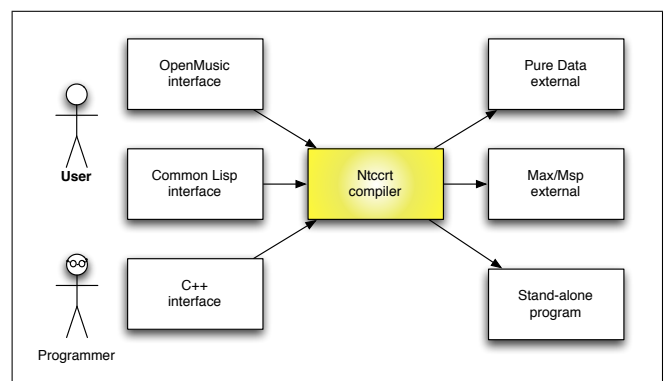 OpenMusic
interface
Pure Data
external
User
Common Lisp
interface
Ntccrt
compiler
Max/Msp
external
C++
interface
Stand-alone
program
Programmer